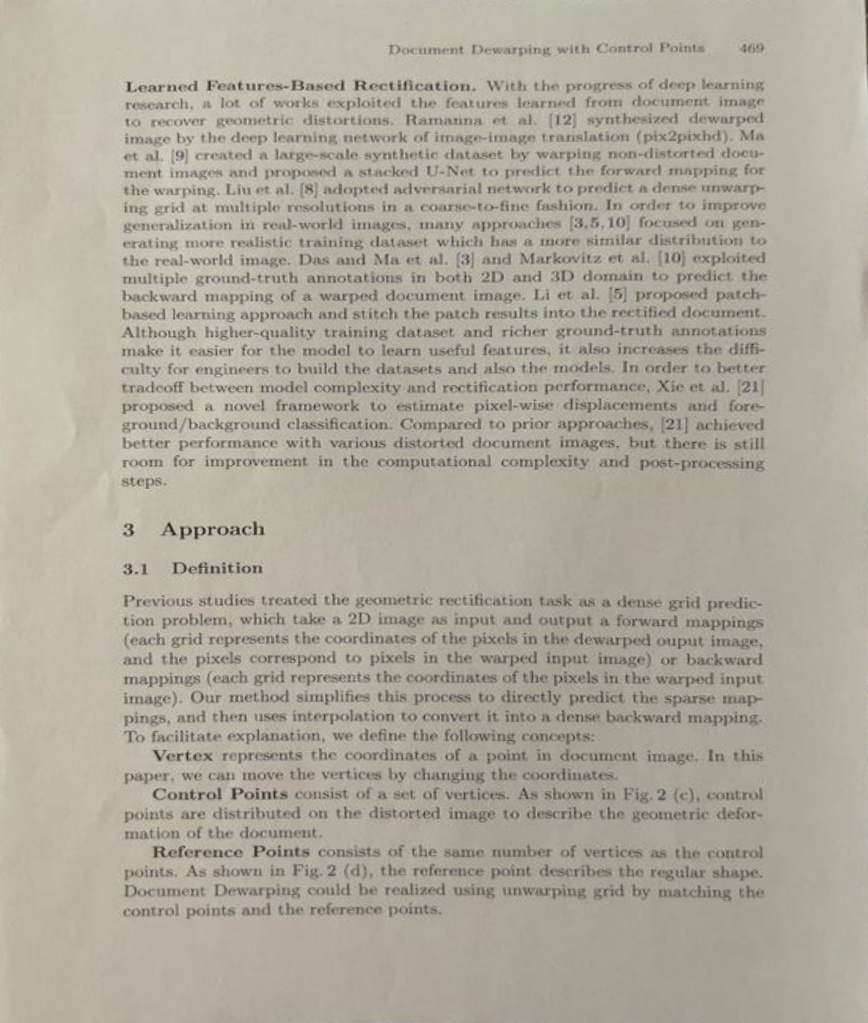 Document Dewarping with Control Points 469
Learned Features-Based Rectification. With the progress of deep learning
research, a lot of works exploited the features learned from document image
to recover geometric distortions. Ramanna et al. [12] synthesized dewarped
image by the deep learning network of image-image translation (pix2pixhd). Ma
et al. [9] created a large-scale synthetic dataset by warping non-distorted docu-
ment images and proposed a stacked U-Net to predict the forward mapping for
the warping. Liu et al. [8] adopted adversarial network to predict a dense unwarp-
ing grid at multiple resolutions in a coarse-to-fine fashion. In order to improve
generalization in real-world images, many approaches [3,5,10] focused on gen-
erating more realistic training dataset which has a more similar distribution to
the real-world image. Das and Ma et al. [3] and Markovitz et al. [10] exploited
multiple ground-truth annotations in both 2D and 3D domain to predict the
backward mapping of a warped document image. Li et al. [5] proposed patch-
based learning approach and stitch the patch results into the rectified document.
Although higher-quality training dataset and richer ground-truth annotations
make it easier for the model to learn useful features, it also increases the diffi-
culty for engineers to build the datasets and also the models. In order to better
tradeoff between model complexity and rectification performance, Xie et al. [21]
proposed a novel framework to estimate pixel-wise displacements and fore-
ground/background classification. Compared to prior approaches, [21] achieved
better performance with various distorted document images, but there is still
room for improvement in the computational complexity and post-processing
steps.
3 Approach
3.1 Definition
Previous studies treated the geometric rectification task as a dense grid predic-
tion problem, which take a 2D image as input and output a forward mappings
(each grid represents the coordinates of the pixels in the dewarped ouput image,
and the pixels correspond to pixels in the warped input image) or backward
mappings (each grid represents the coordinates of the pixels in the warped input
image). Our method simplifies this process to directly predict the sparse map-
pings, and then uses interpolation to convert it into a dense backward mapping.
To facilitate explanation, we define the following concepts:
Vertex represents the coordinates of a point in document image. In this
paper, we can move the vertices by changing the coordinates.
Control Points consist of a set of vertices. As shown in Fig. 2 (c), control
points are distributed on the distorted image to describe the geometric defor-
mation of the document.
Reference Points consists of the same number of vertices as the control
points. As shown in Fig. 2 (d), the reference point describes the regular shape.
Document Dewarping could be realized using unwarping grid by matching the
control points and the reference points.